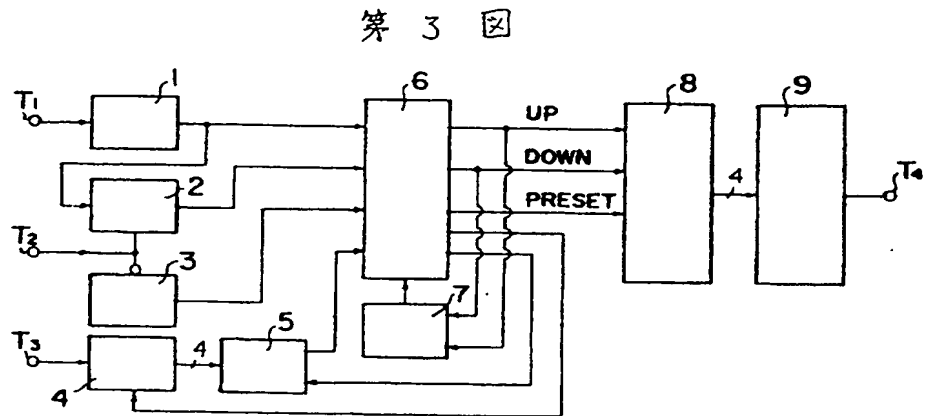 第 3 図
T1 1 6 UP 8 9
DOWN
2 4 T4
PRESET
T2
3
7
T3 4 5
4